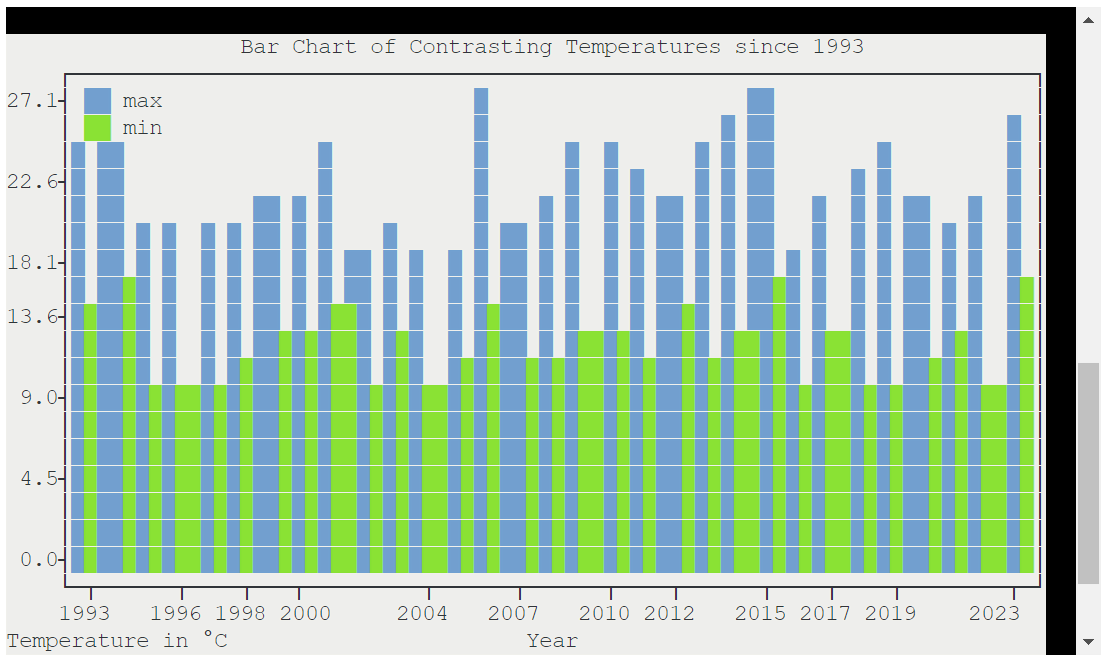 Bar Chart of Contrasting Temperatures since 1993
27.1
max
min
22.6
18.1
13.6
9.0
4.5
0.0
1993 1996 1998 2000 2004 2007 2010 2012 2015 2017 2019 2023
Temperature in °C Year